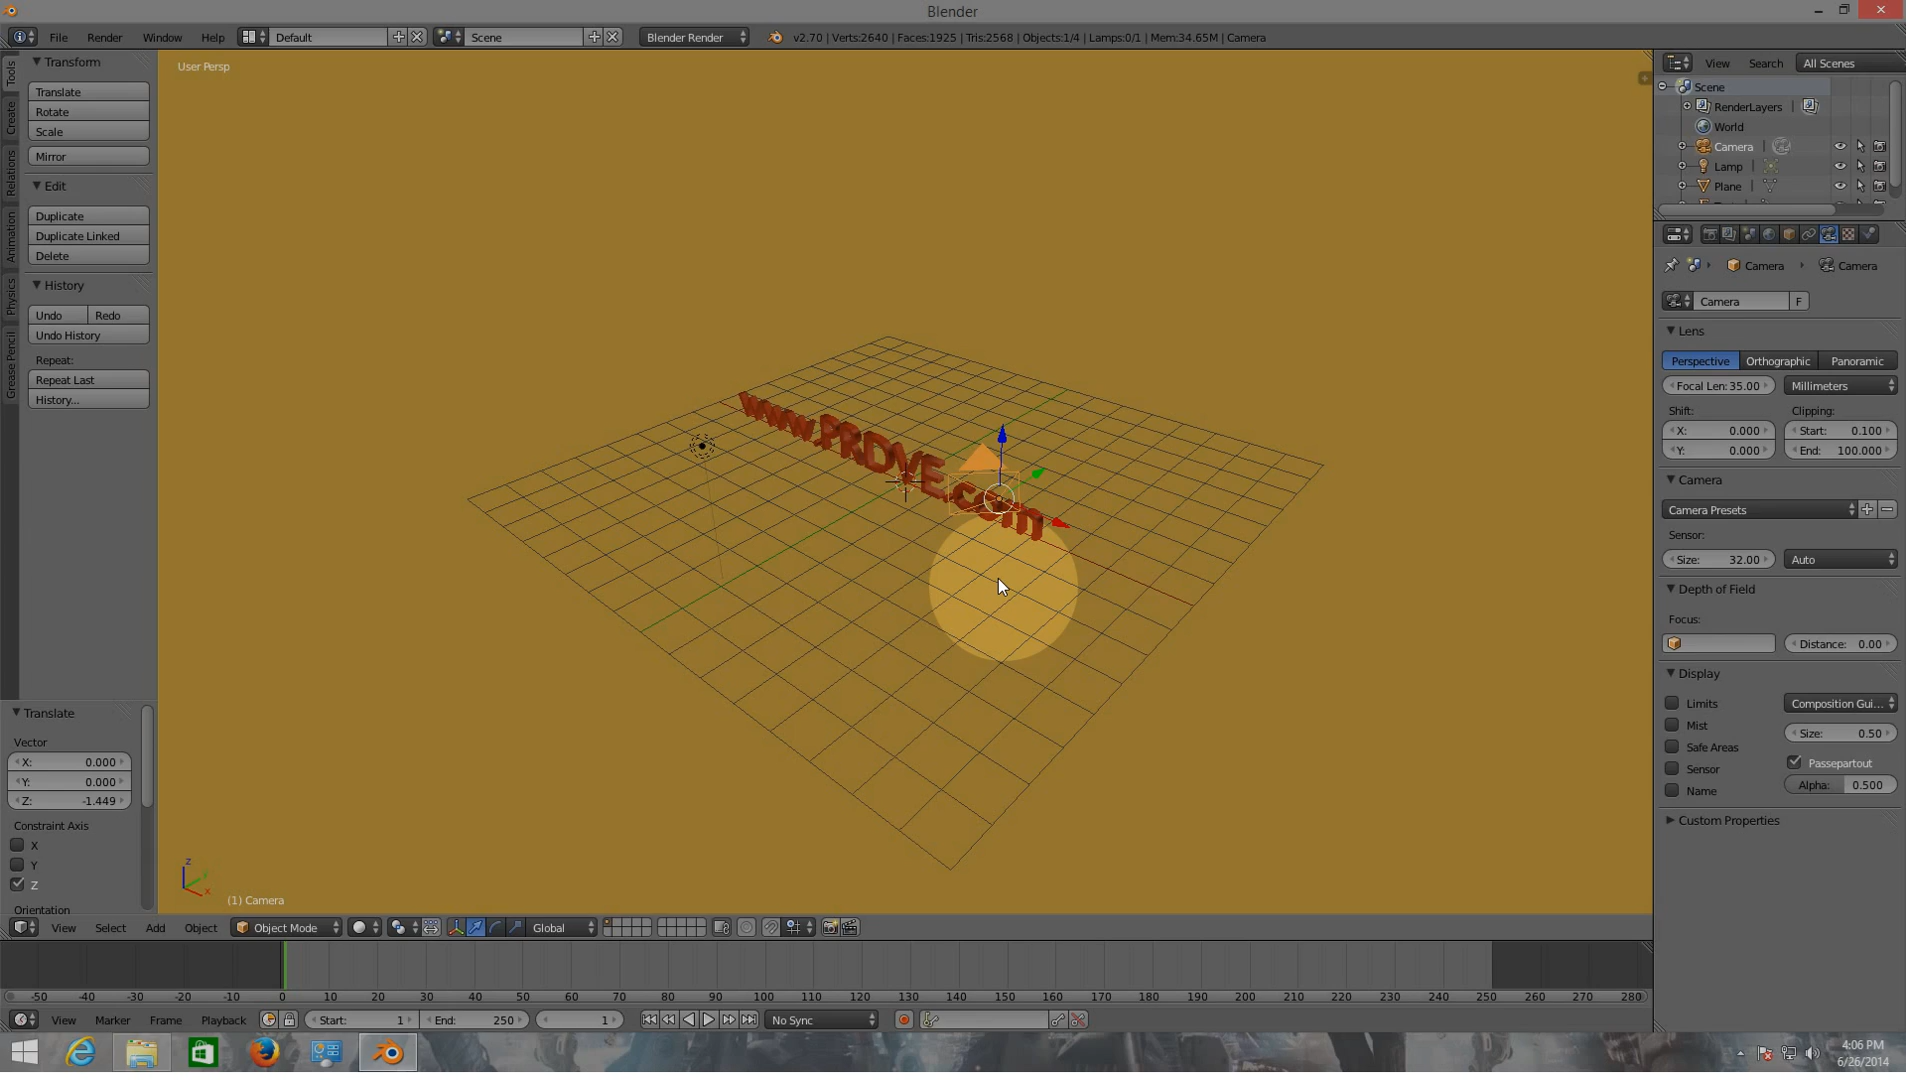 Blender
File Render Window Help Default Scene Blender Render v2.70 | Verts:2640 | Faces:1925 | Tris:2568 | Objects:1/4 | Lamps:0/1 | Mem:34.65M | Camera
User Persp
Tools
Create
Relations
Animation
Physics
Grease Pencil
Transform
Translate
Rotate
Scale
Mirror
Edit
Duplicate
Duplicate Linked
Delete
History
Undo Redo
Undo History
Repeat:
Repeat Last
History...
Translate
Vector
X: 0.000
Y: 0.000
Z: -1.449
Constraint Axis
X
Y
Z
Orientation
www.PRDVE.com
z
y
x
(1) Camera
View Select Add Object Object Mode Global
-50 -40 -30 -20 -10 0 10 20 30 40 50 60 70 80 90 100 110 120 130 140 150 160 170 180 190 200 210 220 230 240 250 260 270 280
View Marker Frame Playback Start: 1 End: 250 1 No Sync
View Search All Scenes
Scene
RenderLayers |
World
Camera |
Lamp |
Plane |
Camera Camera
Camera F
Lens
Perspective Orthographic Panoramic
Focal Len: 35.00 Millimeters
Shift: Clipping:
X: 0.000 Start: 0.100
Y: 0.000 End: 100.000
Camera
Camera Presets
Sensor:
Size: 32.00 Auto
Depth of Field
Focus:
Distance: 0.00
Display
Limits Composition Gui...
Mist Size: 0.50
Safe Areas
Sensor Passepartout
Name Alpha: 0.500
Custom Properties
4:06 PM
6/26/2014